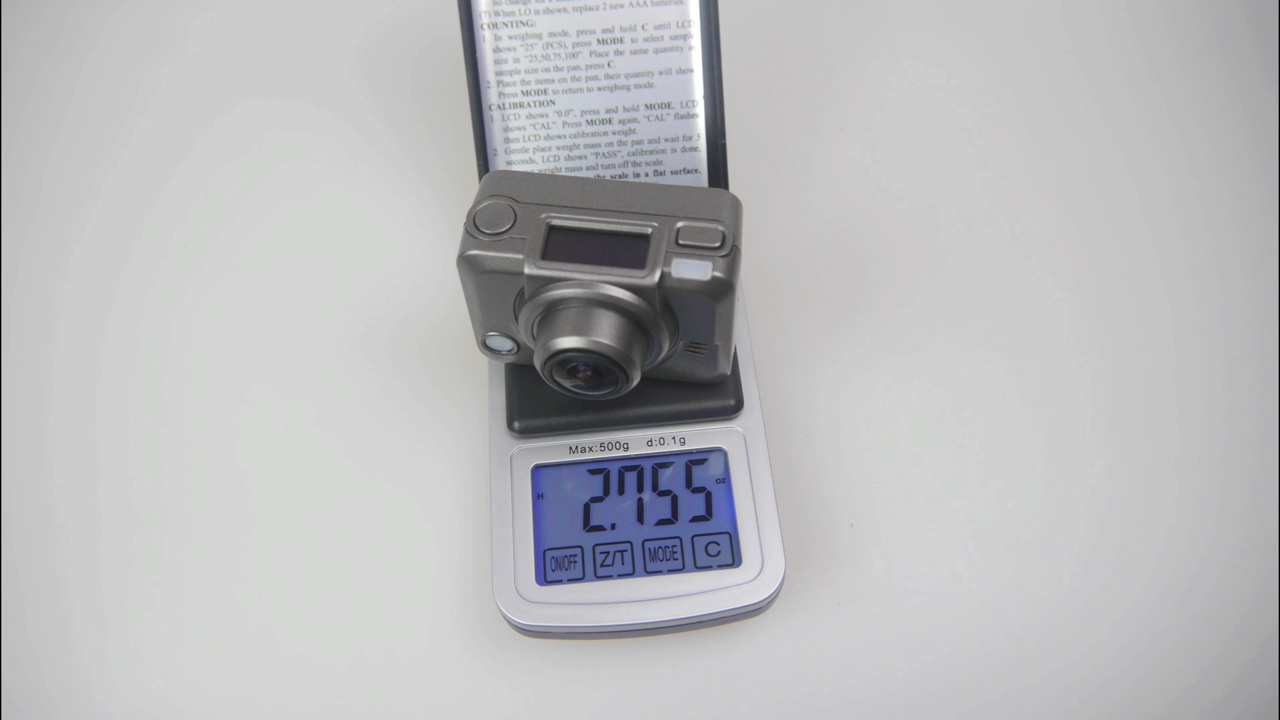 (7) When LO is shown, replace 2 new AAA batteries.
COUNTING:
1. In weighing mode, press and hold C until LCD
shows "25" (PCS), press MODE to select sample
size in "25,50,75,100". Place the same quantity
sample size on the pan, press C.
2. Place the items on the pan, their quantity will show
Press MODE to return to weighing mode.
CALIBRATION
1. LCD shows "0.0", press and hold MODE, LCD
shows "CAL". Press MODE again, "CAL" flashes
then LCD shows calibration weight.
2. Gentle place weight mass on the pan and wait for 3
seconds, LCD shows "PASS", calibration is done,
weight mass and turn off the scale.
the scale in a flat surface.
Max:500g d:0.1g
H 2.755 oz
ON/OFF Z/T MODE C